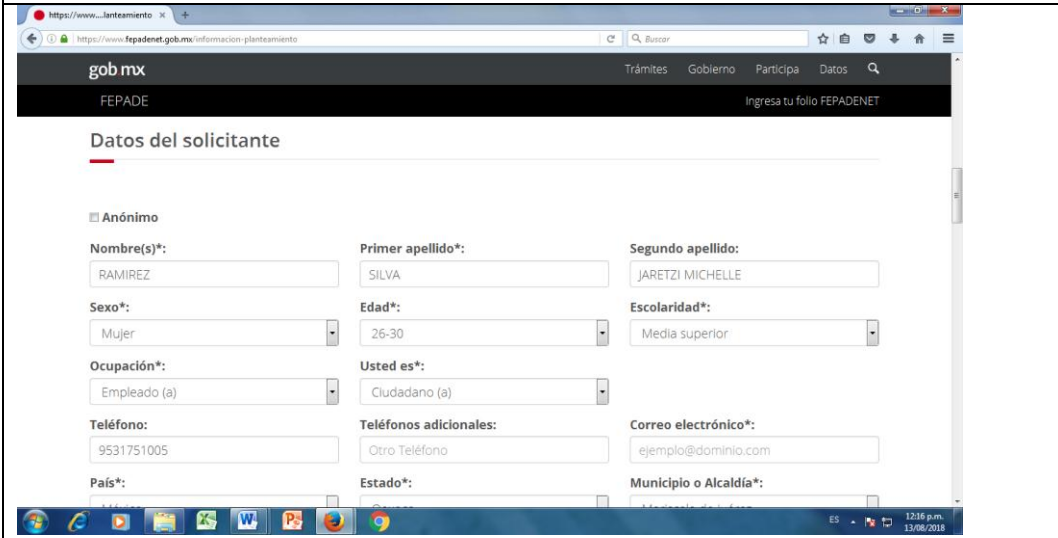 https://www....lanteamiento × +
https://www.fepadenet.gob.mx/informacion-planteamiento
Buscar
gob.mx
Trámites Gobierno Participa Datos
FEPADE
Ingresa tu folio FEPADENET
Datos del solicitante
Anónimo
Nombre(s)*: Primer apellido*: Segundo apellido:
RAMIREZ SILVA JARETZI MICHELLE
Sexo*: Edad*: Escolaridad*:
Mujer 26-30 Media superior
Ocupación*: Usted es*:
Empleado (a) Ciudadano (a)
Teléfono: Teléfonos adicionales: Correo electrónico*:
9531751005 Otro Teléfono ejemplo@dominio.com
País*: Estado*: Municipio o Alcaldía*:
ES 12:16 p.m.
13/08/2018